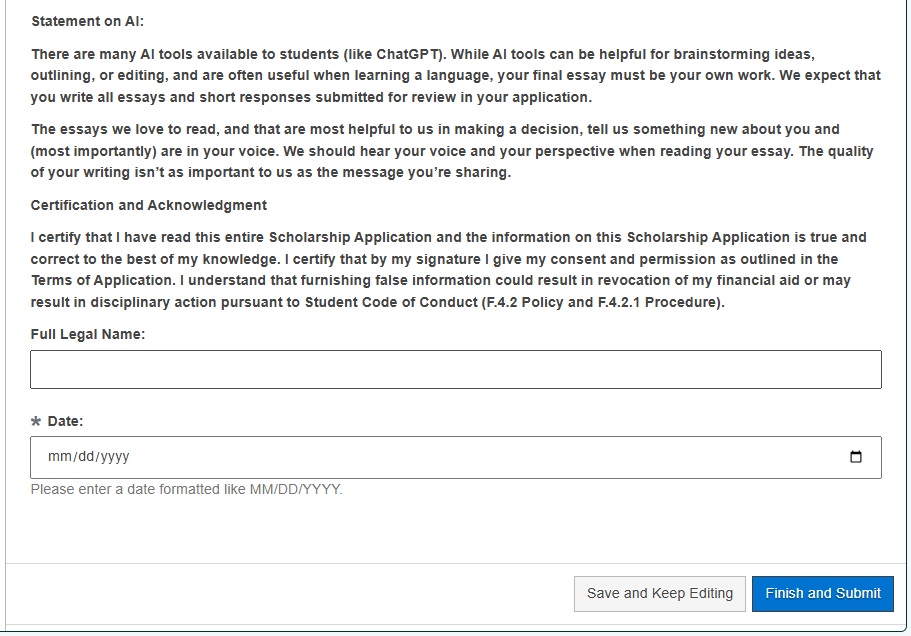 Statement on AI:
There are many AI tools available to students (like ChatGPT). While AI tools can be helpful for brainstorming ideas,
outlining, or editing, and are often useful when learning a language, your final essay must be your own work. We expect that
you write all essays and short responses submitted for review in your application.
The essays we love to read, and that are most helpful to us in making a decision, tell us something new about you and
(most importantly) are in your voice. We should hear your voice and your perspective when reading your essay. The quality
of your writing isn't as important to us as the message you're sharing.
Certification and Acknowledgment
I certify that I have read this entire Scholarship Application and the information on this Scholarship Application is true and
correct to the best of my knowledge. I certify that by my signature I give my consent and permission as outlined in the
Terms of Application. I understand that furnishing false information could result in revocation of my financial aid or may
result in disciplinary action pursuant to Student Code of Conduct (F.4.2 Policy and F.4.2.1 Procedure).
Full Legal Name:
* Date:
mm/dd/yyyy
Please enter a date formatted like MM/DD/YYYY.
Save and Keep Editing
Finish and Submit